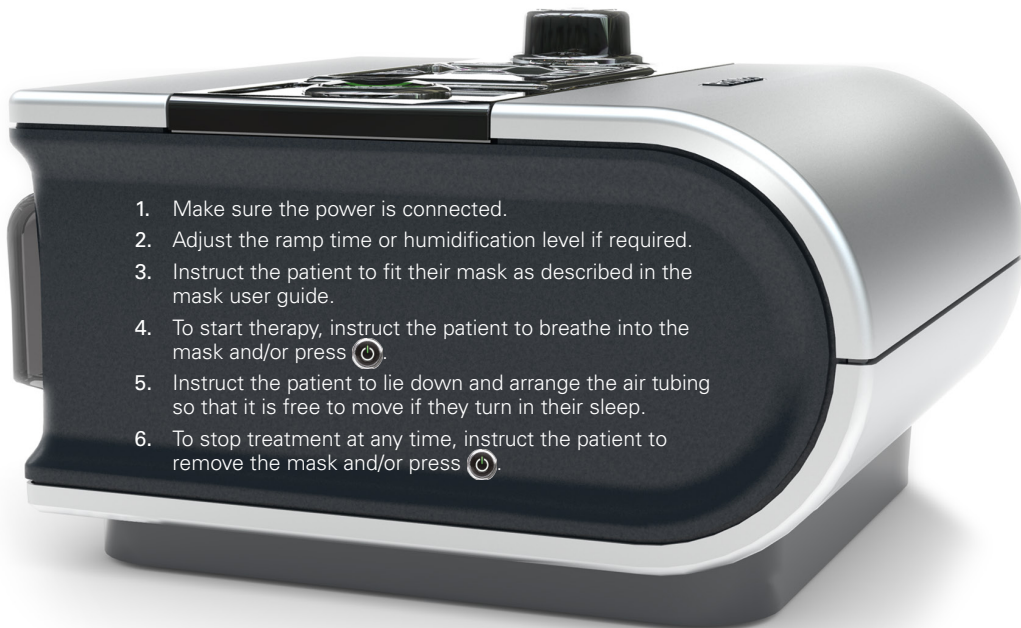 1. Make sure the power is connected.
2. Adjust the ramp time or humidification level if required.
3. Instruct the patient to fit their mask as described in the
mask user guide.
4. To start therapy, instruct the patient to breathe into the
mask and/or press
5. Instruct the patient to lie down and arrange the air tubing
so that it is free to move if they turn in their sleep.
6. To stop treatment at any time, instruct the patient to
remove the mask and/or press